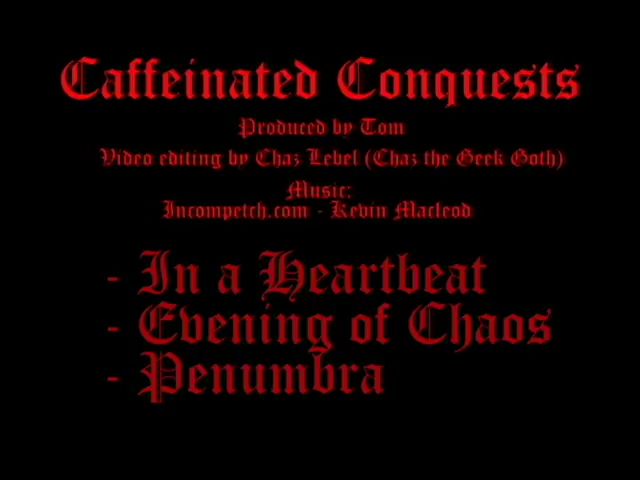 Caffeinated Conquests
Produced by Tom
Video editing by Chaz Lebel (Chaz the Geek Goth)
Music:
Incompetch.com - Kevin Macleod
- In a Heartbeat
- Evening of Chaos
- Penumbra